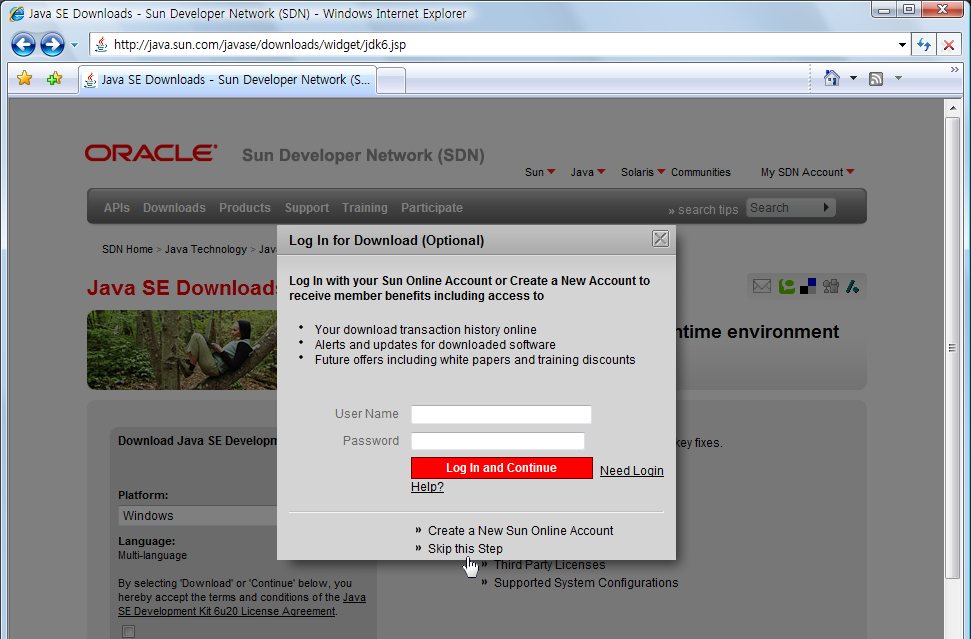 Java SE Downloads - Sun Developer Network (SDN) - Windows Internet Explorer
http://java.sun.com/javase/downloads/widget/jdk6.jsp
Java SE Downloads - Sun Developer Network (S...
ORACLE Sun Developer Network (SDN)
Sun Java Solaris Communities My SDN Account
APIs Downloads Products Support Training Participate » search tips Search
SDN Home > Java Technology > Jav
Log In for Download (Optional)
Java SE Downloads
ntime environment
Log In with your Sun Online Account or Create a New Account to
receive member benefits including access to
• Your download transaction history online
• Alerts and updates for downloaded software
• Future offers including white papers and training discounts
User Name
Password
Log In and Continue Need Login
Help?
» Create a New Sun Online Account
» Skip this Step
Download Java SE Developm
key fixes.
Platform:
Windows
Language:
Multi-language
By selecting 'Download' or 'Continue' below, you
hereby accept the terms and conditions of the Java
SE Development Kit 6u20 License Agreement.
» Third Party Licenses
» Supported System Configurations